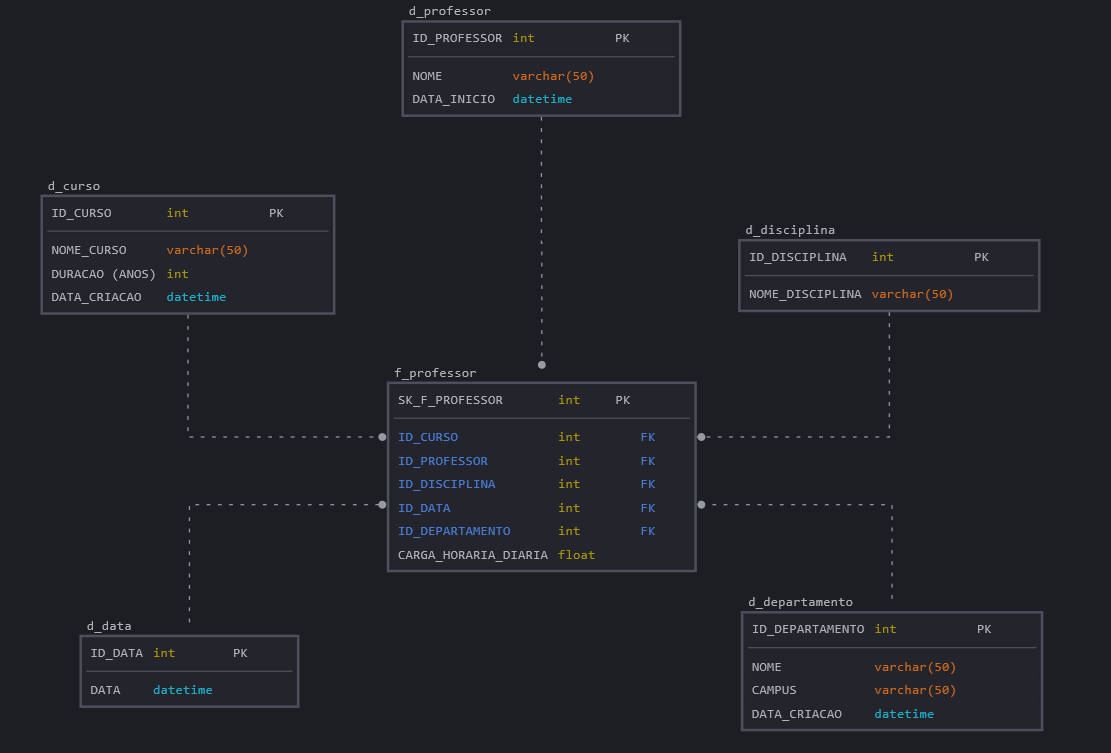 d_professor
ID_PROFESSOR int PK
NOME varchar(50)
DATA_INICIO datetime
d_curso
ID_CURSO int PK
NOME_CURSO varchar(50)
DURACAO (ANOS) int
DATA_CRIACAO datetime
d_disciplina
ID_DISCIPLINA int PK
NOME_DISCIPLINA varchar(50)
f_professor
SK_F_PROFESSOR int PK
ID_CURSO int FK
ID_PROFESSOR int FK
ID_DISCIPLINA int FK
ID_DATA int FK
ID_DEPARTAMENTO int FK
CARGA_HORARIA_DIARIA float
d_data
ID_DATA int PK
DATA datetime
d_departamento
ID_DEPARTAMENTO int PK
NOME varchar(50)
CAMPUS varchar(50)
DATA_CRIACAO datetime